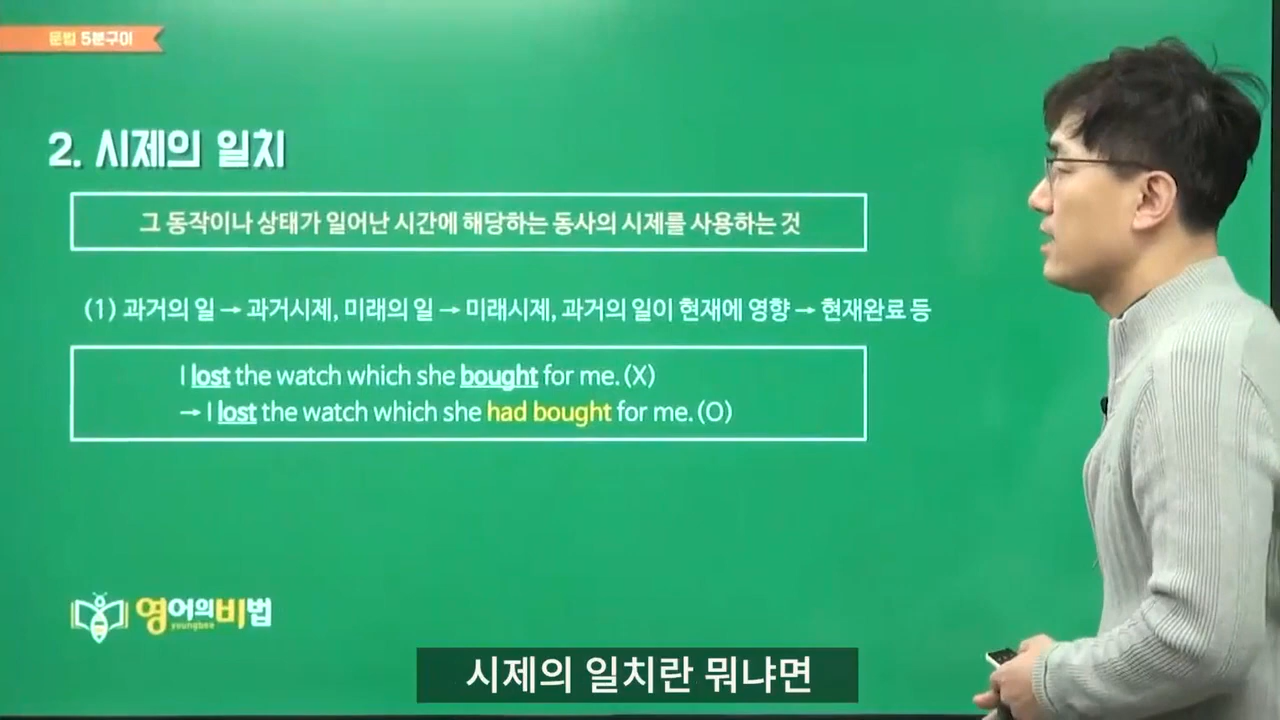 문법 5분구이
2. 시제의 일치
그 동작이나 상태가 일어난 시간에 해당하는 동사의 시제를 사용하는 것
(1) 과거의 일 → 과거시제, 미래의 일 → 미래시제, 과거의 일이 현재에 영향 → 현재완료 등
I lost the watch which she bought for me. (X)
→ I lost the watch which she had bought for me. (O)
영어의비법
youngbee
시제의 일치란 뭐냐면